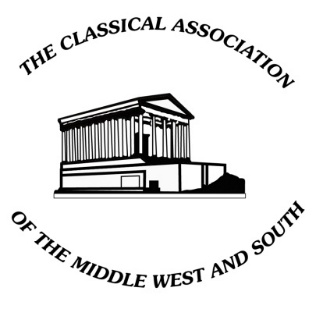 THE CLASSICAL ASSOCIATION
OF THE MIDDLE WEST AND SOUTH